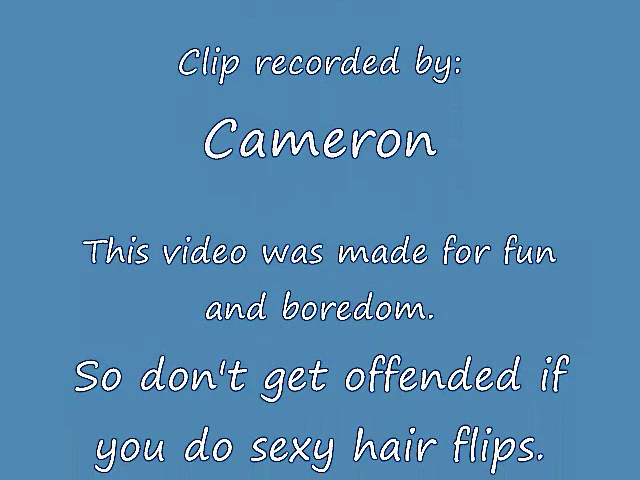 Clip recorded by:
Cameron
This video was made for fun
and boredom.
So don't get offended if
you do sexy hair flips.